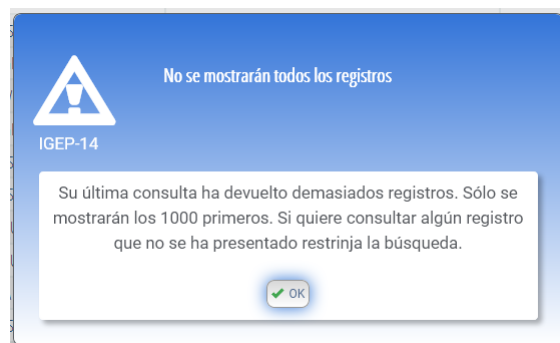 No se mostrarán todos los registros
IGEP-14
Su última consulta ha devuelto demasiados registros. Sólo se
mostrarán los 1000 primeros. Si quiere consultar algún registro
que no se ha presentado restrinja la búsqueda.
OK